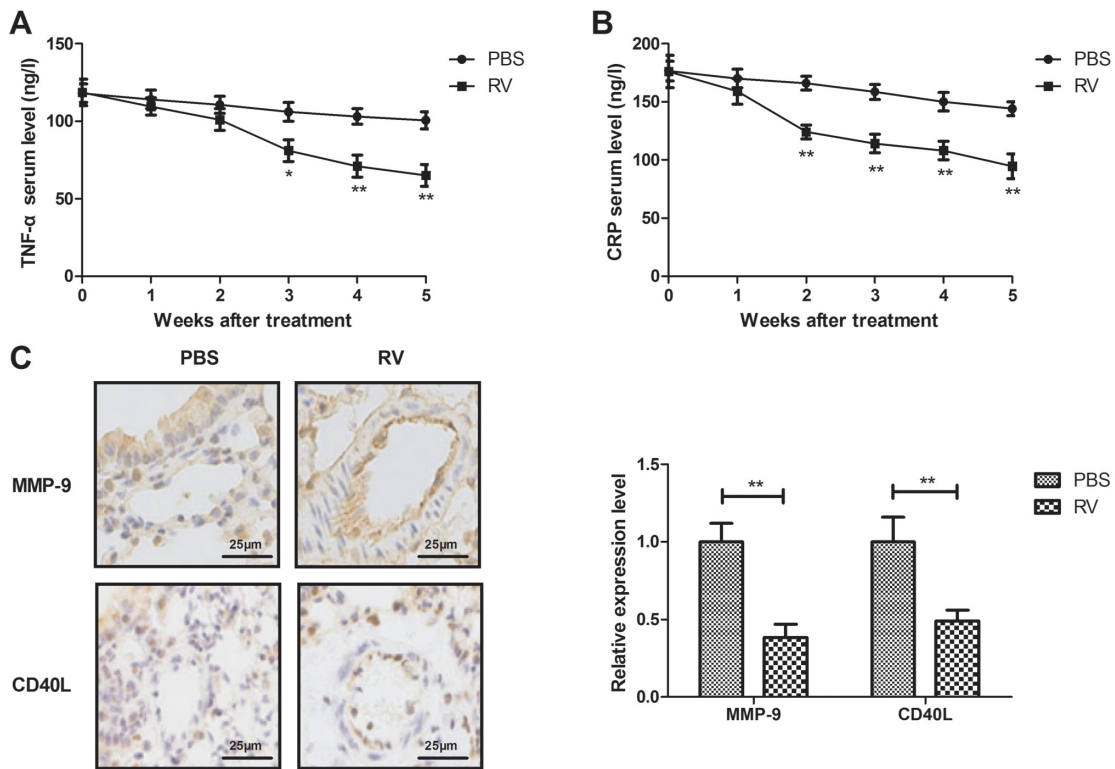 A
TNF-α serum level (ng/l)
150
100
50
0
0 1 2 3 4 5
Weeks after treatment
PBS
RV
*
**
**
B
CRP serum level (ng/l)
200
150
100
50
0
0 1 2 3 4 5
Weeks after treatment
PBS
RV
**
**
**
**
C
PBS RV
MMP-9
25μm 25μm
CD40L
25μm 25μm
Relative expression level
1.5
1.0
0.5
0.0
** **
MMP-9 CD40L
PBS
RV